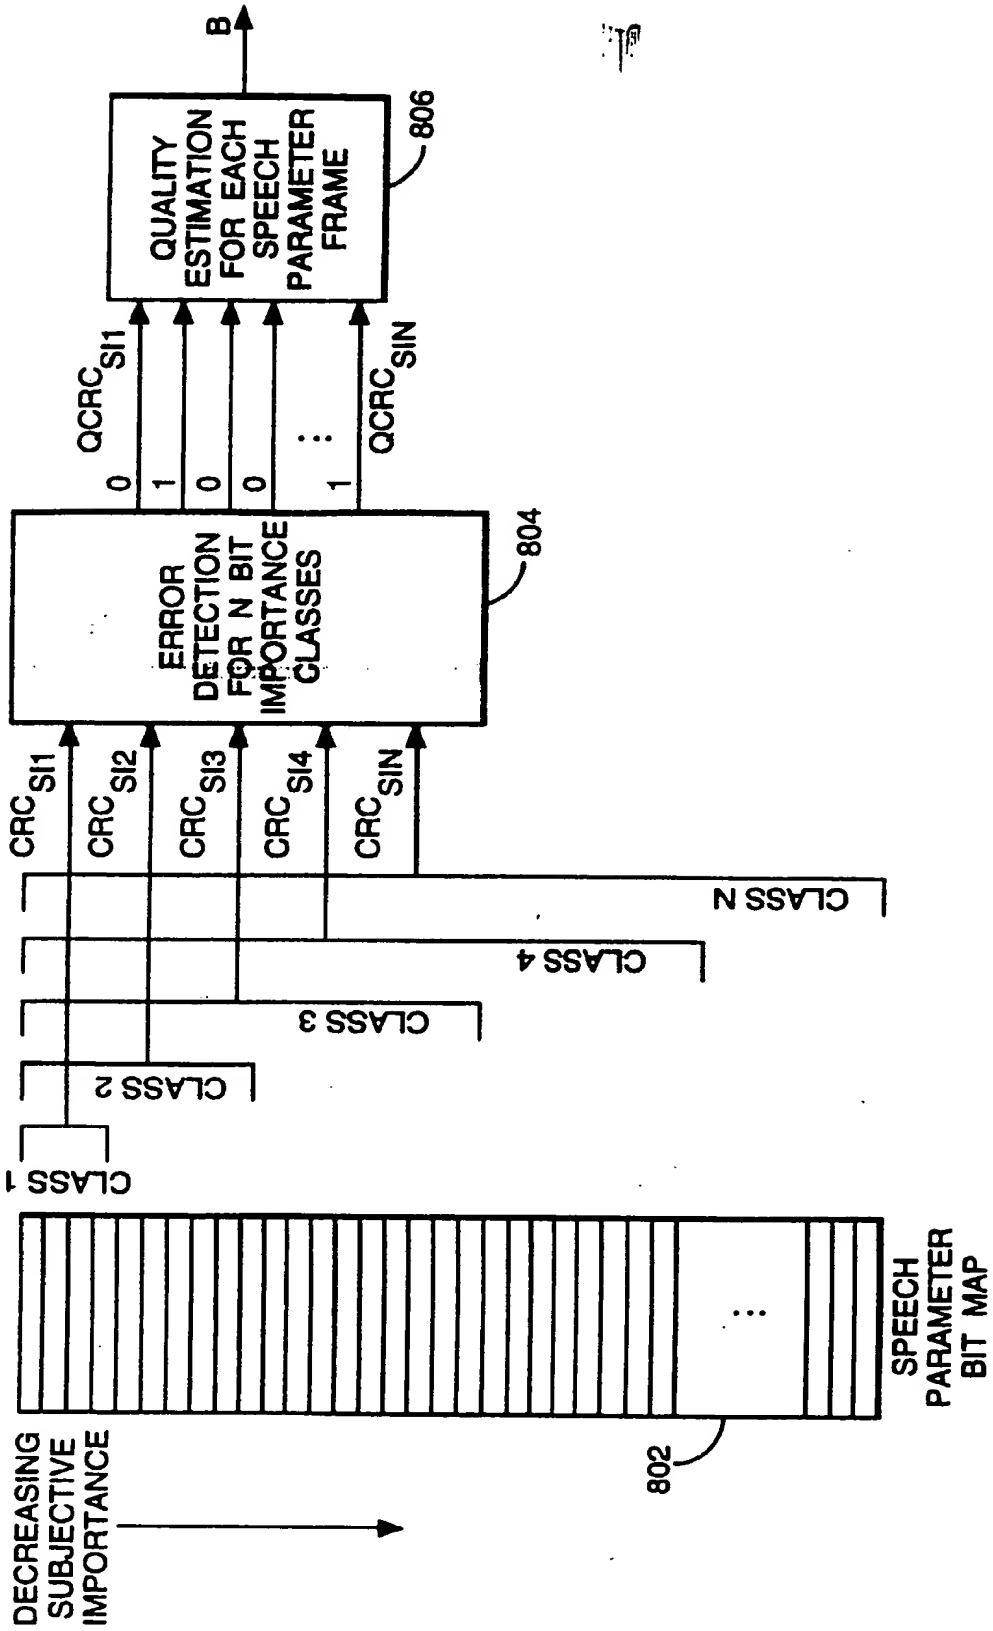 DECREASING
SUBJECTIVE
IMPORTANCE
802
SPEECH
PARAMETER
BIT MAP
CLASS 1
CLASS 2
CLASS 3
CLASS 4
CLASS N
CRC SI1
CRC SI2
CRC SI3
CRC SI4
CRC SIN
ERROR
DETECTION
FOR N BIT
IMPORTANCE
CLASSES
804
0
1
0
0
1
QCRC SI1
QCRC SIN
QUALITY
ESTIMATION
FOR EACH
SPEECH
PARAMETER
FRAME
806
B